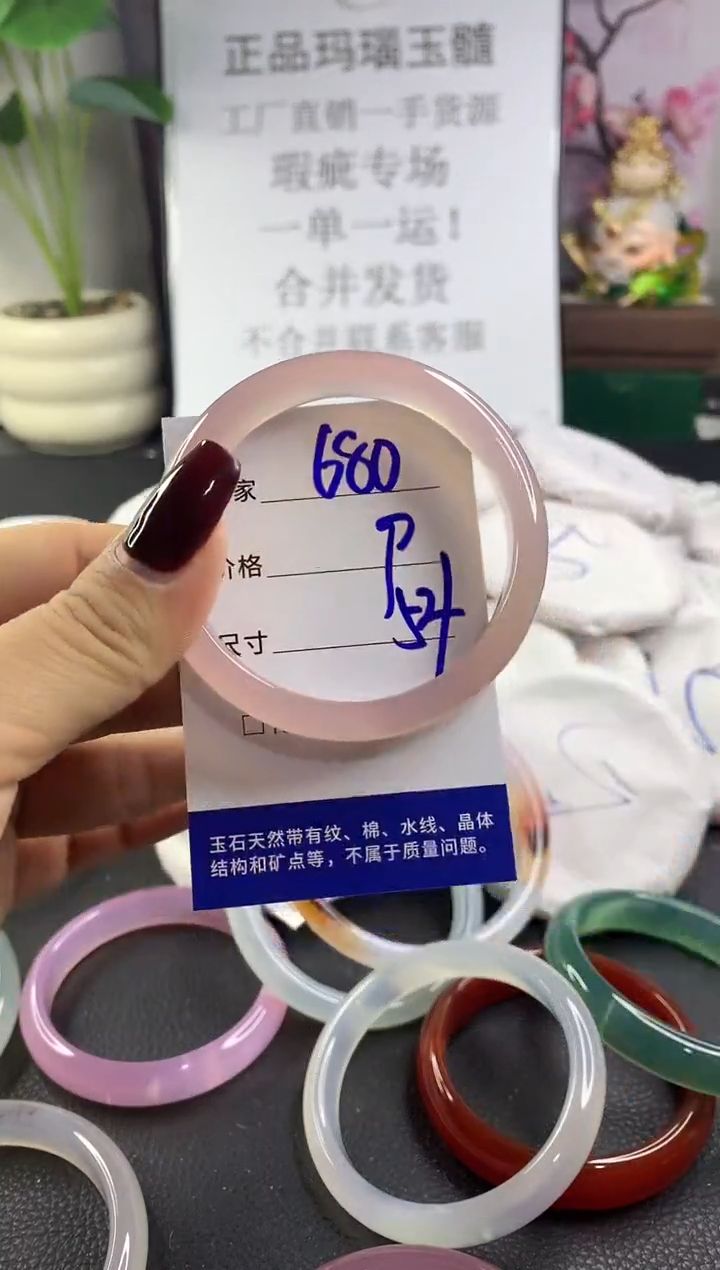 正品玛瑙玉髓
工厂直销一手货源
瑕疵专场
一单一运！
合并发货
不合并联系客服
家 680
价格
尺寸
玉石天然带有纹、棉、水线、晶体
结构和矿点等，不属于质量问题。